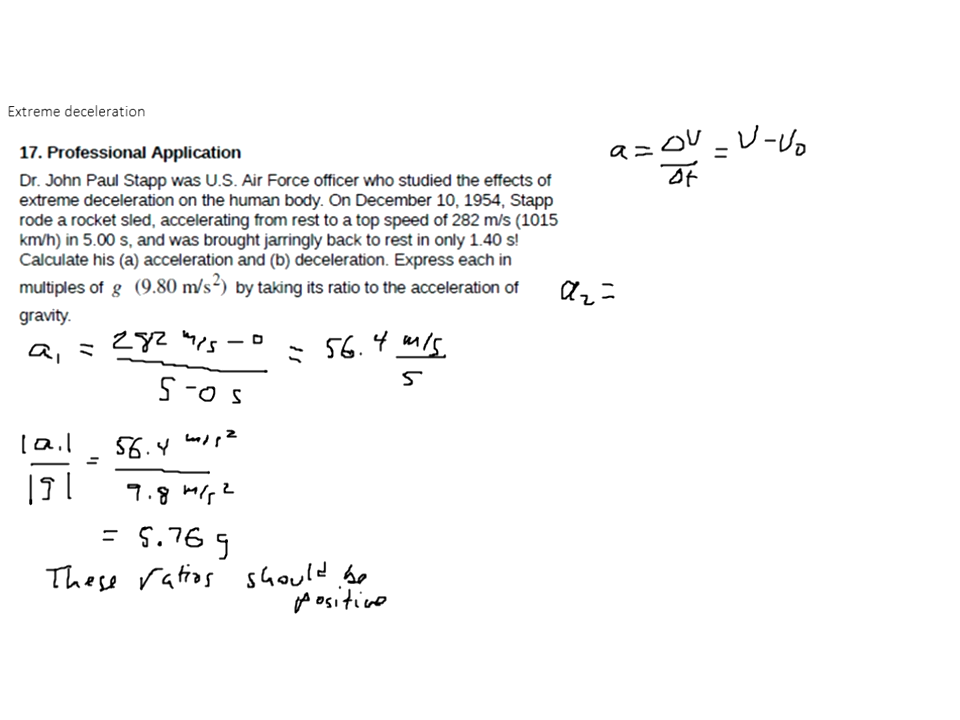 Extreme deceleration
17. Professional Application
Dr. John Paul Stapp was U.S. Air Force officer who studied the effects of
extreme deceleration on the human body. On December 10, 1954, Stapp
rode a rocket sled, accelerating from rest to a top speed of 282 m/s (1015
km/h) in 5.00 s, and was brought jarringly back to rest in only 1.40 s!
Calculate his (a) acceleration and (b) deceleration. Express each in
multiples of g (9.80 m/s²) by taking its ratio to the acceleration of
gravity.
a = ΔV/Δt = V-V₀
a₂ =
a₁ = (282 m/s - 0)/(5-0 s) = 56.4 (m/s)/s
|a₁|/|g| = (56.4 m/s²)/(9.8 m/s²)
= 5.76 g
These ratios should be
positive